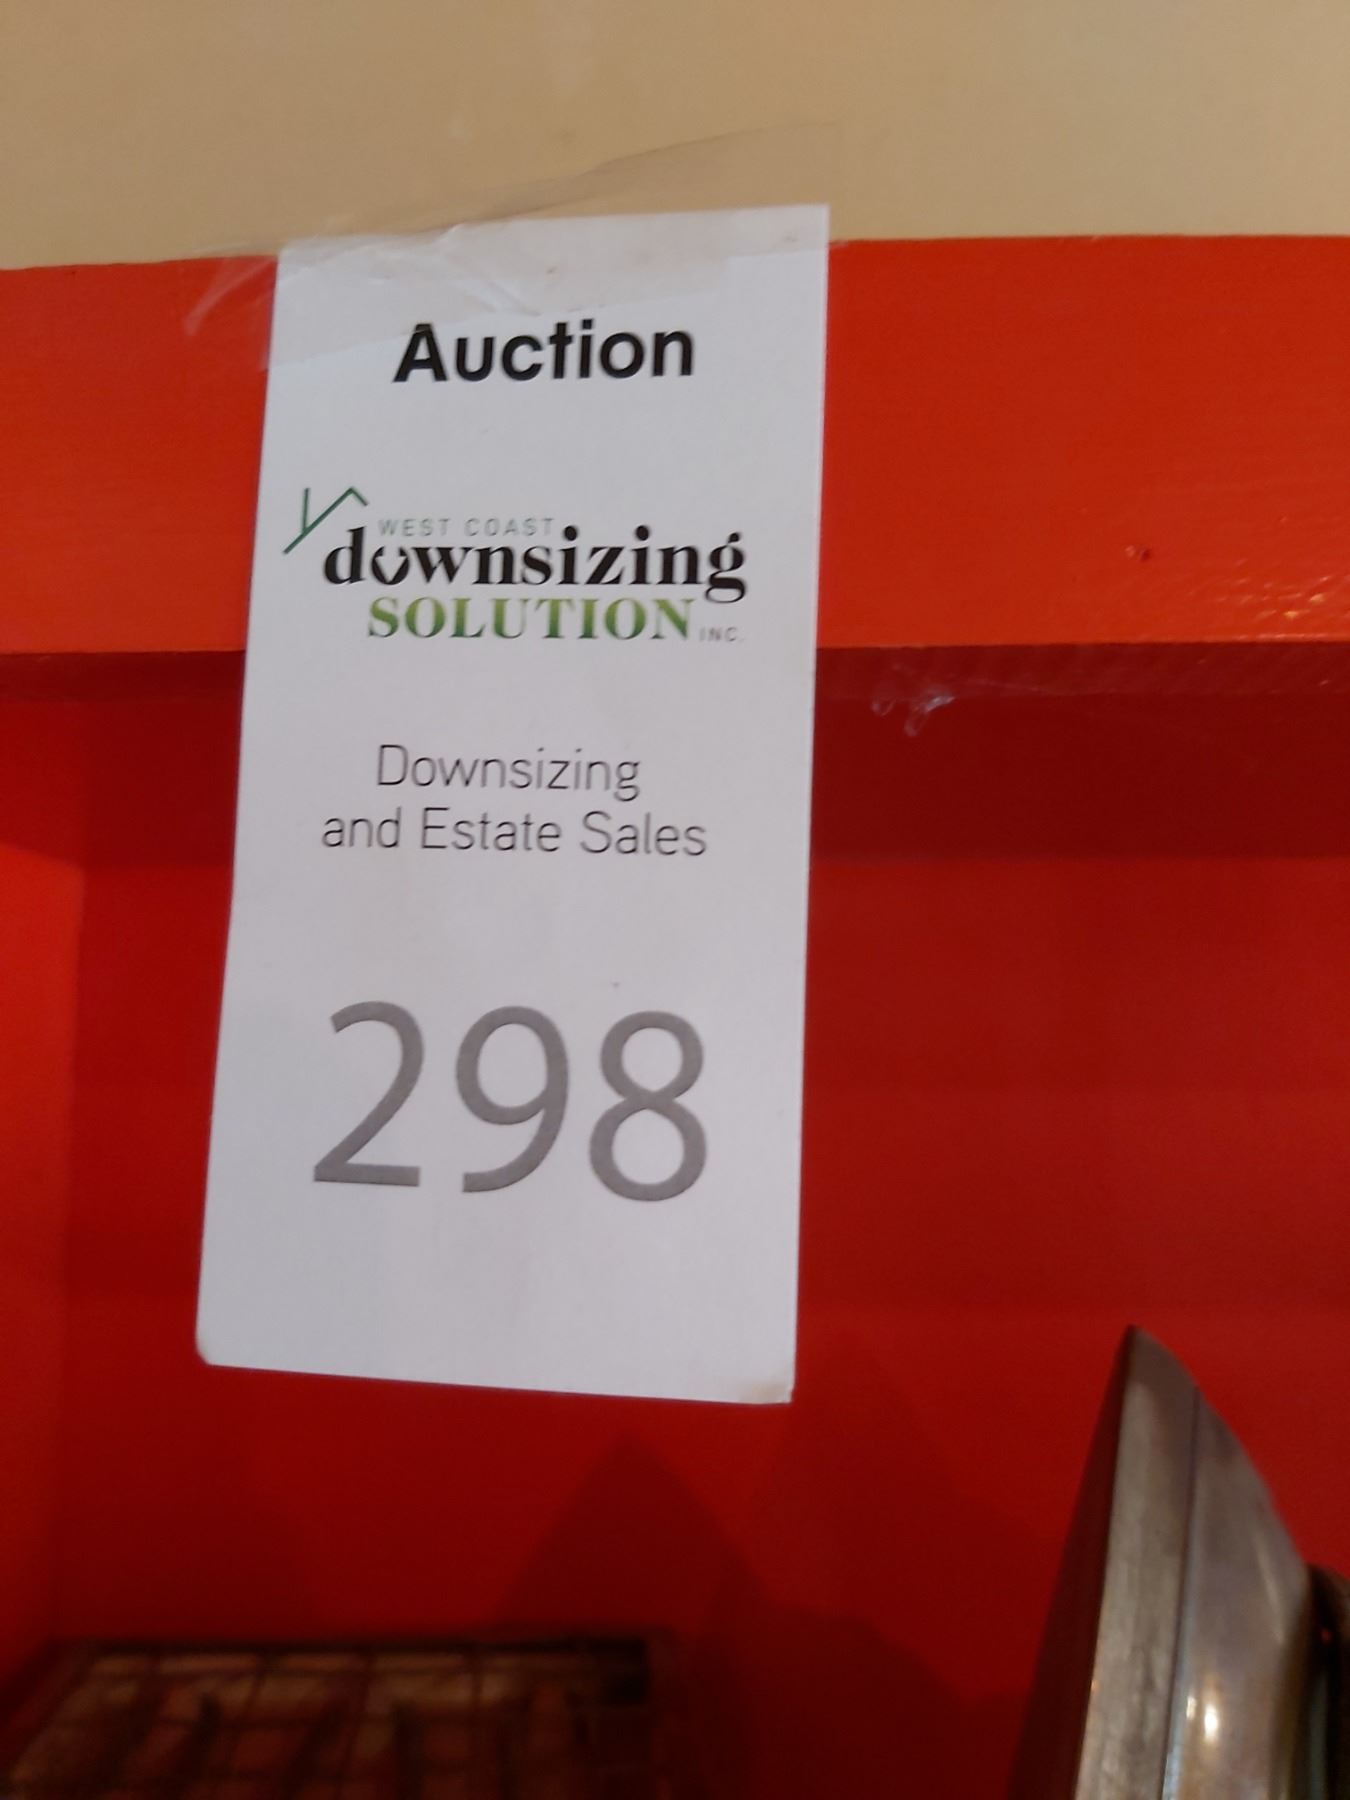 Auction
WEST COAST
downsizing
SOLUTION INC.
Downsizing
and Estate Sales
298